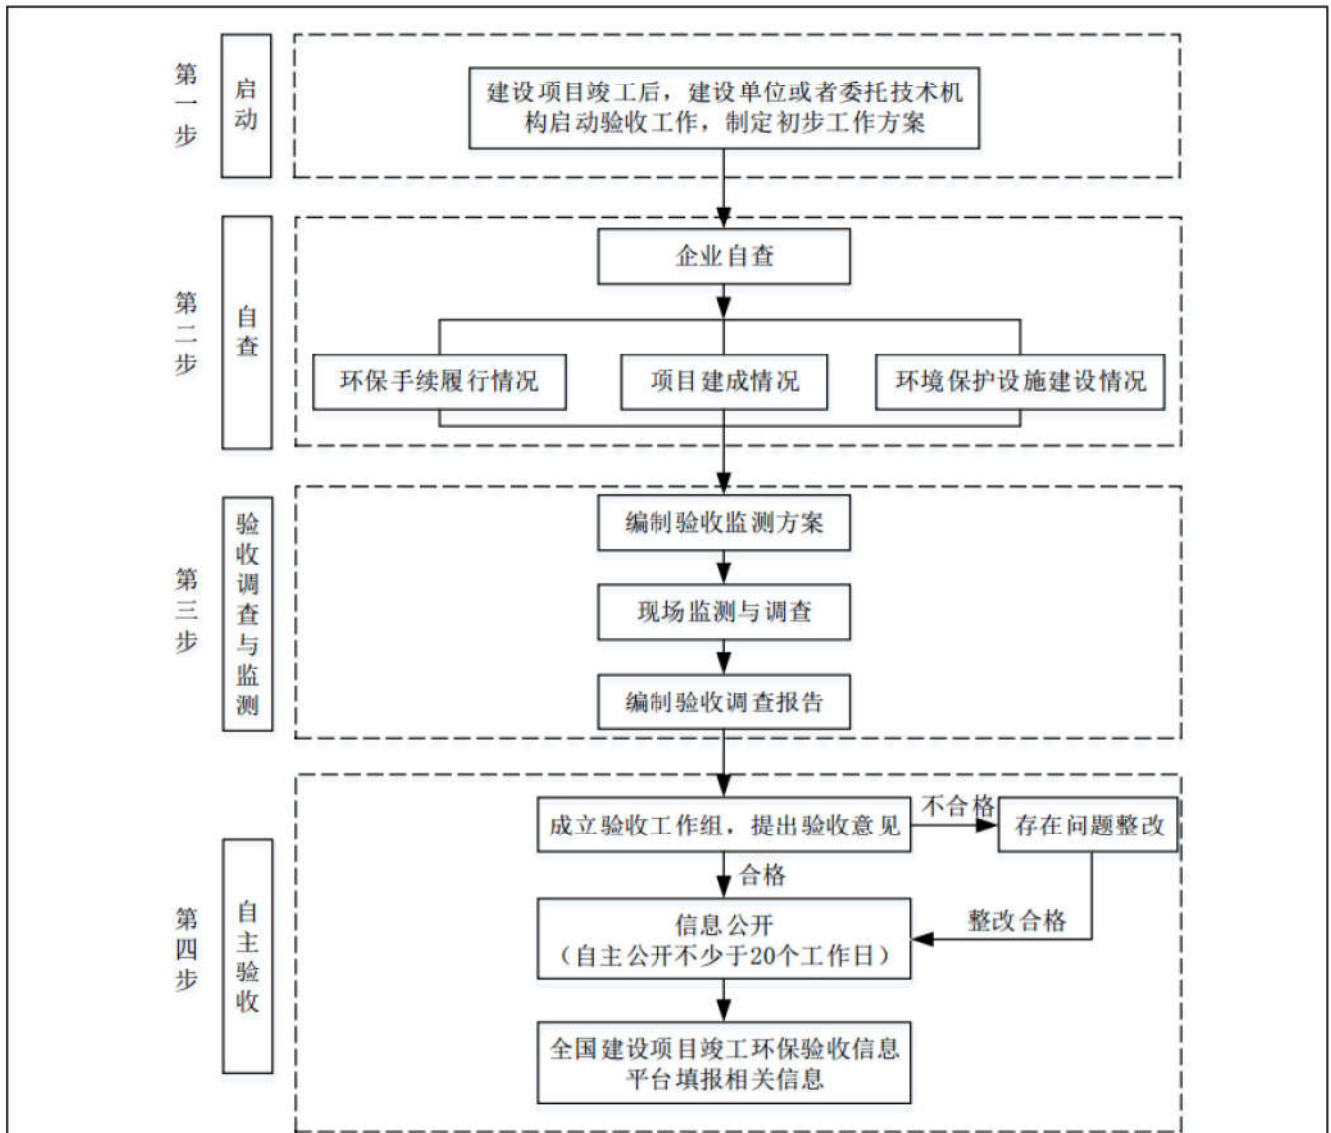 第一步
启动
建设项目竣工后，建设单位或者委托技术机
构启动验收工作，制定初步工作方案
第二步
自查
企业自查
环保手续履行情况
项目建成情况
环境保护设施建设情况
第三步
验收调查与监测
编制验收监测方案
现场监测与调查
编制验收调查报告
第四步
自主验收
成立验收工作组，提出验收意见
不合格
存在问题整改
合格
整改合格
信息公开
（自主公开不少于20个工作日）
全国建设项目竣工环保验收信息
平台填报相关信息